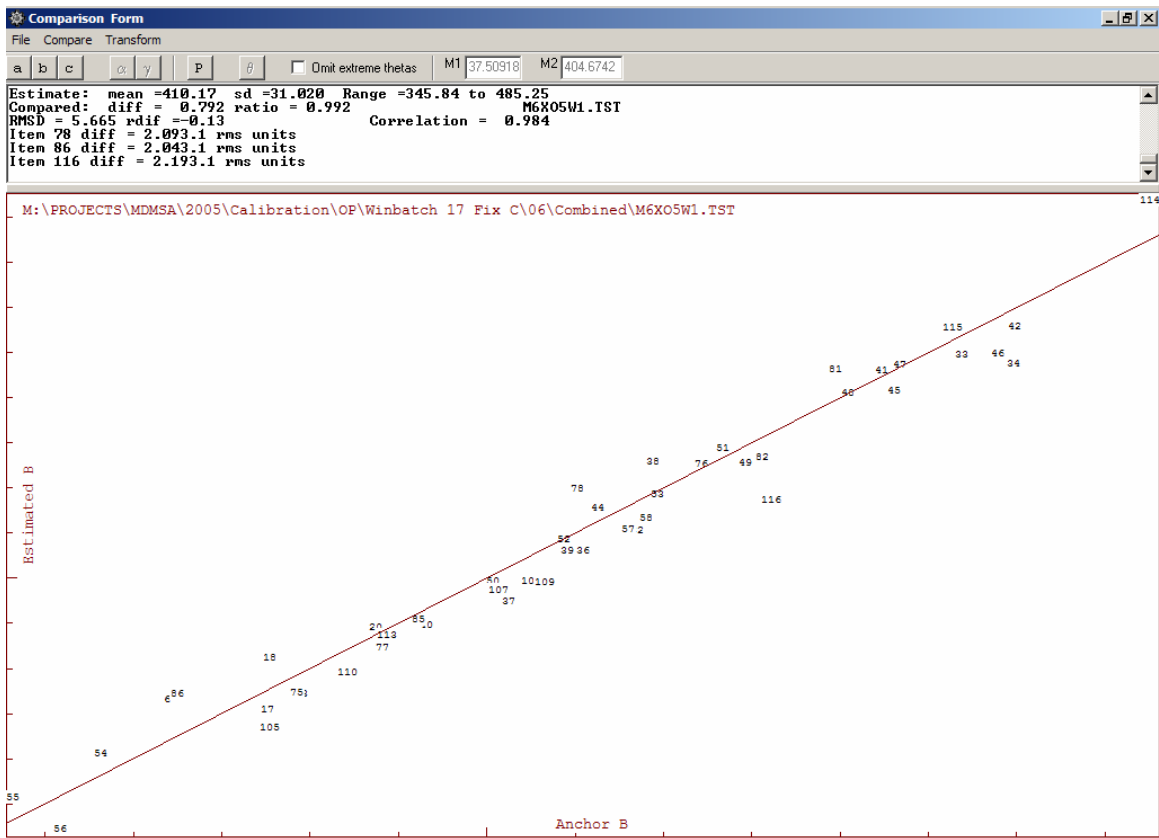 Comparison Form
File Compare Transform
a b c α γ P θ Omit extreme thetas M1 37.50918 M2 404.6742
Estimate: mean =410.17 sd =31.020 Range =345.84 to 485.25
Compared: diff = 0.792 ratio = 0.992 M6XO5W1.TST
RMSD = 5.665 rdif =-0.13 Correlation = 0.984
Item 78 diff = 2.093.1 rms units
Item 86 diff = 2.043.1 rms units
Item 116 diff = 2.193.1 rms units
114
M:\PROJECTS\MDMSA\2005\Calibration\OP\Winbatch 17 Fix C\06\Combined\M6XO5W1.TST
115 42
33 46
34
81 41 47
45
51
38 76 49 82
78
116
44
58
57 2
52
39 36
50 10 109
107
37
85
20
113
77
18
110
86
75
6
17
105
54
55
56
Estimated B
Anchor B